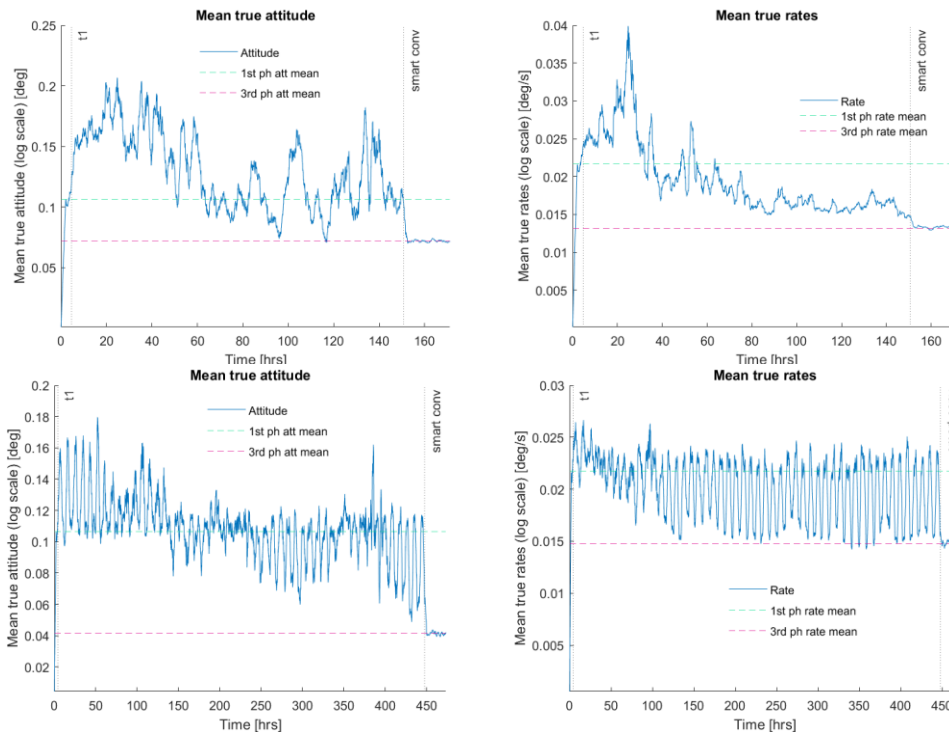 Mean true attitude
Mean true attitude (log scale) [deg]
0.25
0.2
0.15
0.1
0.05
t1
Attitude
1st ph att mean
3rd ph att mean
smart conv
0 20 40 60 80 100 120 140 160
Time [hrs]
Mean true rates
Mean true rates (log scale) [deg/s]
0.04
0.035
0.03
0.025
0.02
0.015
0.01
0.005
t1
Rate
1st ph rate mean
3rd ph rate mean
smart conv
0 20 40 60 80 100 120 140 160
Time [hrs]
Mean true attitude
Mean true attitude (log scale) [deg]
0.2
0.18
0.16
0.14
0.12
0.1
0.08
0.06
0.04
0.02
t1
Attitude
1st ph att mean
3rd ph att mean
smart conv
0 50 100 150 200 250 300 350 400 450
Time [hrs]
Mean true rates
Mean true rates (log scale) [deg/s]
0.03
0.025
0.02
0.015
0.01
0.005
t1
Rate
1st ph rate mean
3rd ph rate mean
0 50 100 150 200 250 300 350 400 450
Time [hrs]